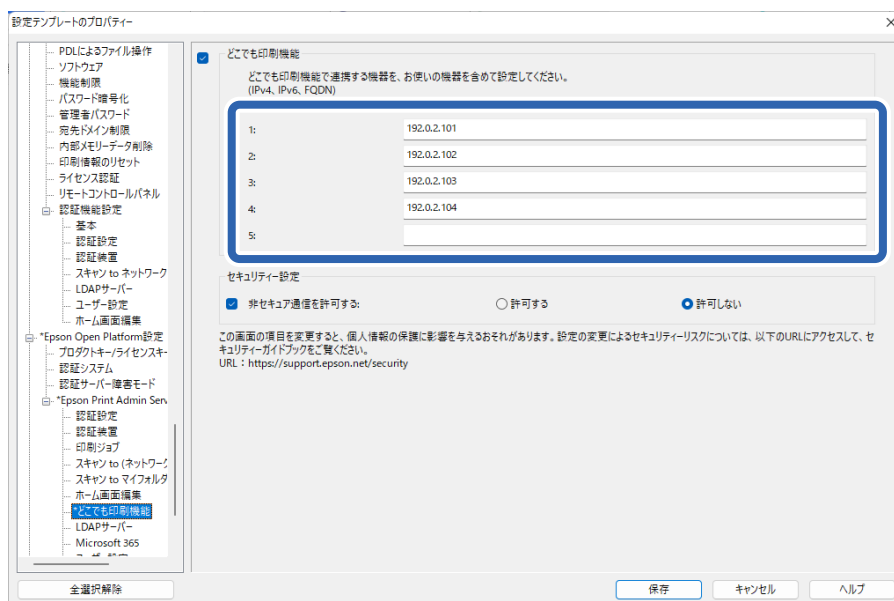 設定テンプレートのプロパティー
PDLによるファイル操作
ソフトウェア
機能制限
パスワード暗号化
管理者パスワード
宛先ドメイン制限
内部メモリーデータ削除
印刷情報のリセット
ライセンス認証
リモートコントロールパネル
認証機能設定
基本
認証設定
認証装置
スキャン to ネットワーク
LDAPサーバー
ユーザー設定
ホーム画面編集
*Epson Open Platform設定
プロダクトキー/ライセンスキー
認証システム
認証サーバー障害モード
*Epson Print Admin Serv
認証設定
認証装置
印刷ジョブ
スキャン to (ネットワーク
スキャン to マイフォルダ
ホーム画面編集
*どこでも印刷機能
LDAPサーバー
Microsoft 365
全選択解除
どこでも印刷機能
どこでも印刷機能で連携する機器を、お使いの機器を含めて設定してください。
(IPv4、IPv6、FQDN)
1: 192.0.2.101
2: 192.0.2.102
3: 192.0.2.103
4: 192.0.2.104
5:
セキュリティー設定
非セキュア通信を許可する: 許可する 許可しない
この画面の項目を変更すると、個人情報の保護に影響を与えるおそれがあります。設定の変更によるセキュリティーリスクについては、以下のURLにアクセスして、セ
キュリティーガイドブックをご覧ください。
URL：https://support.epson.net/security
保存 キャンセル ヘルプ